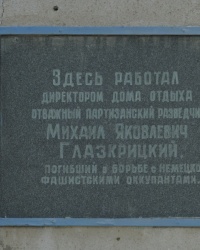 Здесь работал
директором дома отдыха
отважный партизанский разведчик
Михаил Яковлевич
Глазкрицкий,
погибший в борьбе с немецко
фашистскими оккупантами.